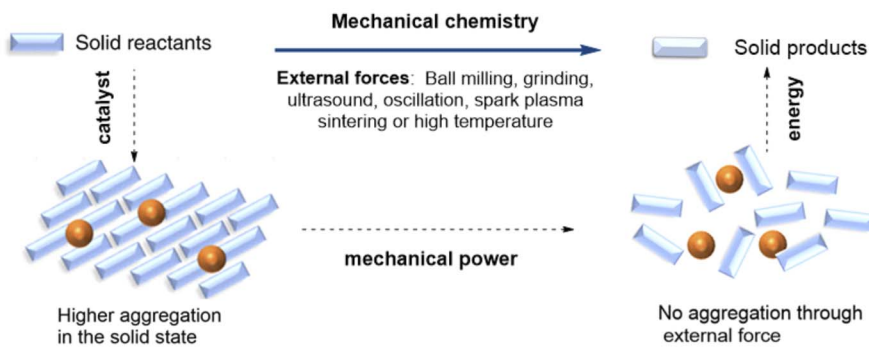 Solid reactants
Mechanical chemistry
Solid products
External forces: Ball milling, grinding,
ultrasound, oscillation, spark plasma
sintering or high temperature
catalyst
energy
mechanical power
Higher aggregation
in the solid state
No aggregation through
external force